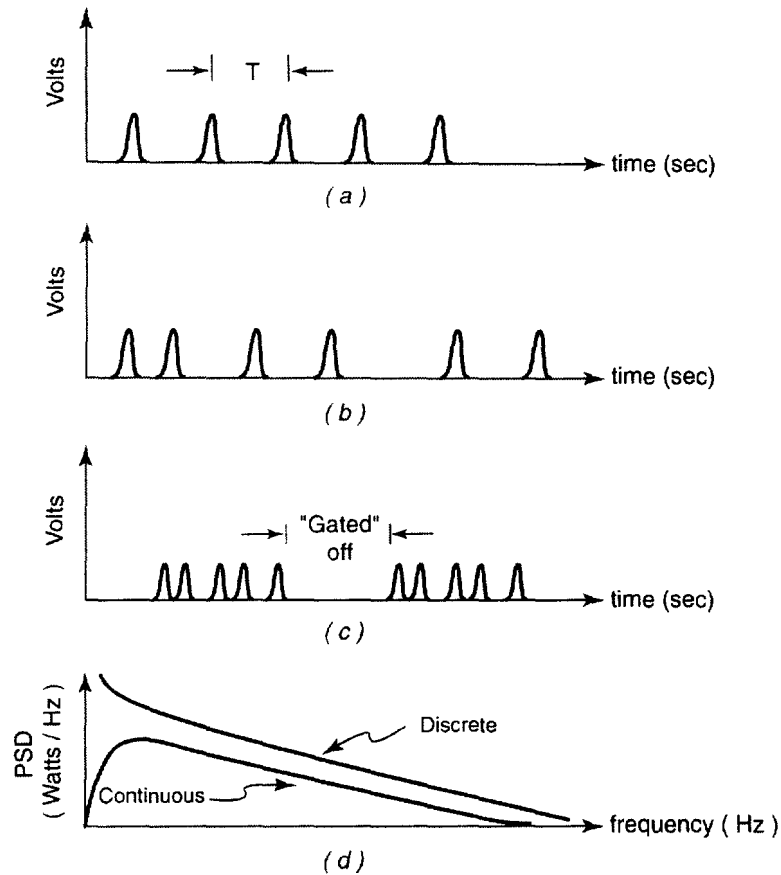 Volts
T
time (sec)
( a )
Volts
time (sec)
( b )
Volts
"Gated"
off
time (sec)
( c )
PSD
( Watts / Hz )
Discrete
Continuous
frequency ( Hz )
( d )